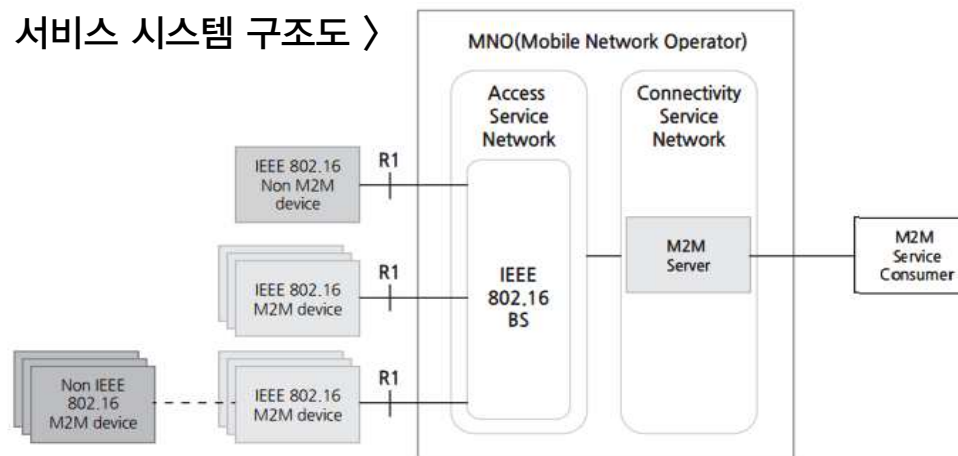 서비스 시스템 구조도 〉
MNO(Mobile Network Operator)
Access
Service
Network
Connectivity
Service
Network
IEEE 802.16
Non M2M
device
R1
IEEE 802.16
M2M device
R1
IEEE
802.16
BS
M2M
Server
M2M
Service
Consumer
Non IEEE
802.16
M2M device
IEEE 802.16
M2M device
R1